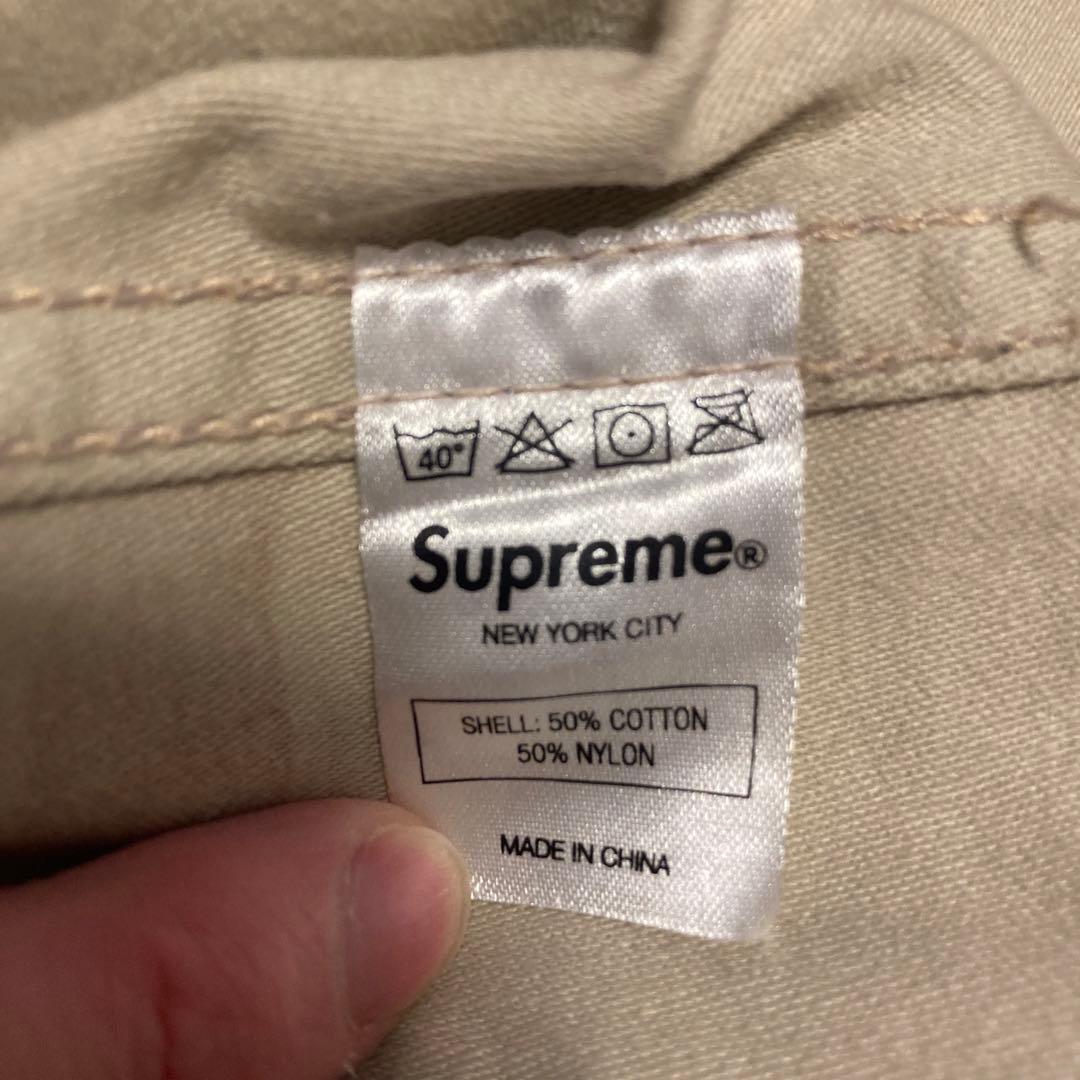 40°
Supreme®
NEW YORK CITY
SHELL: 50% COTTON
50% NYLON
MADE IN CHINA